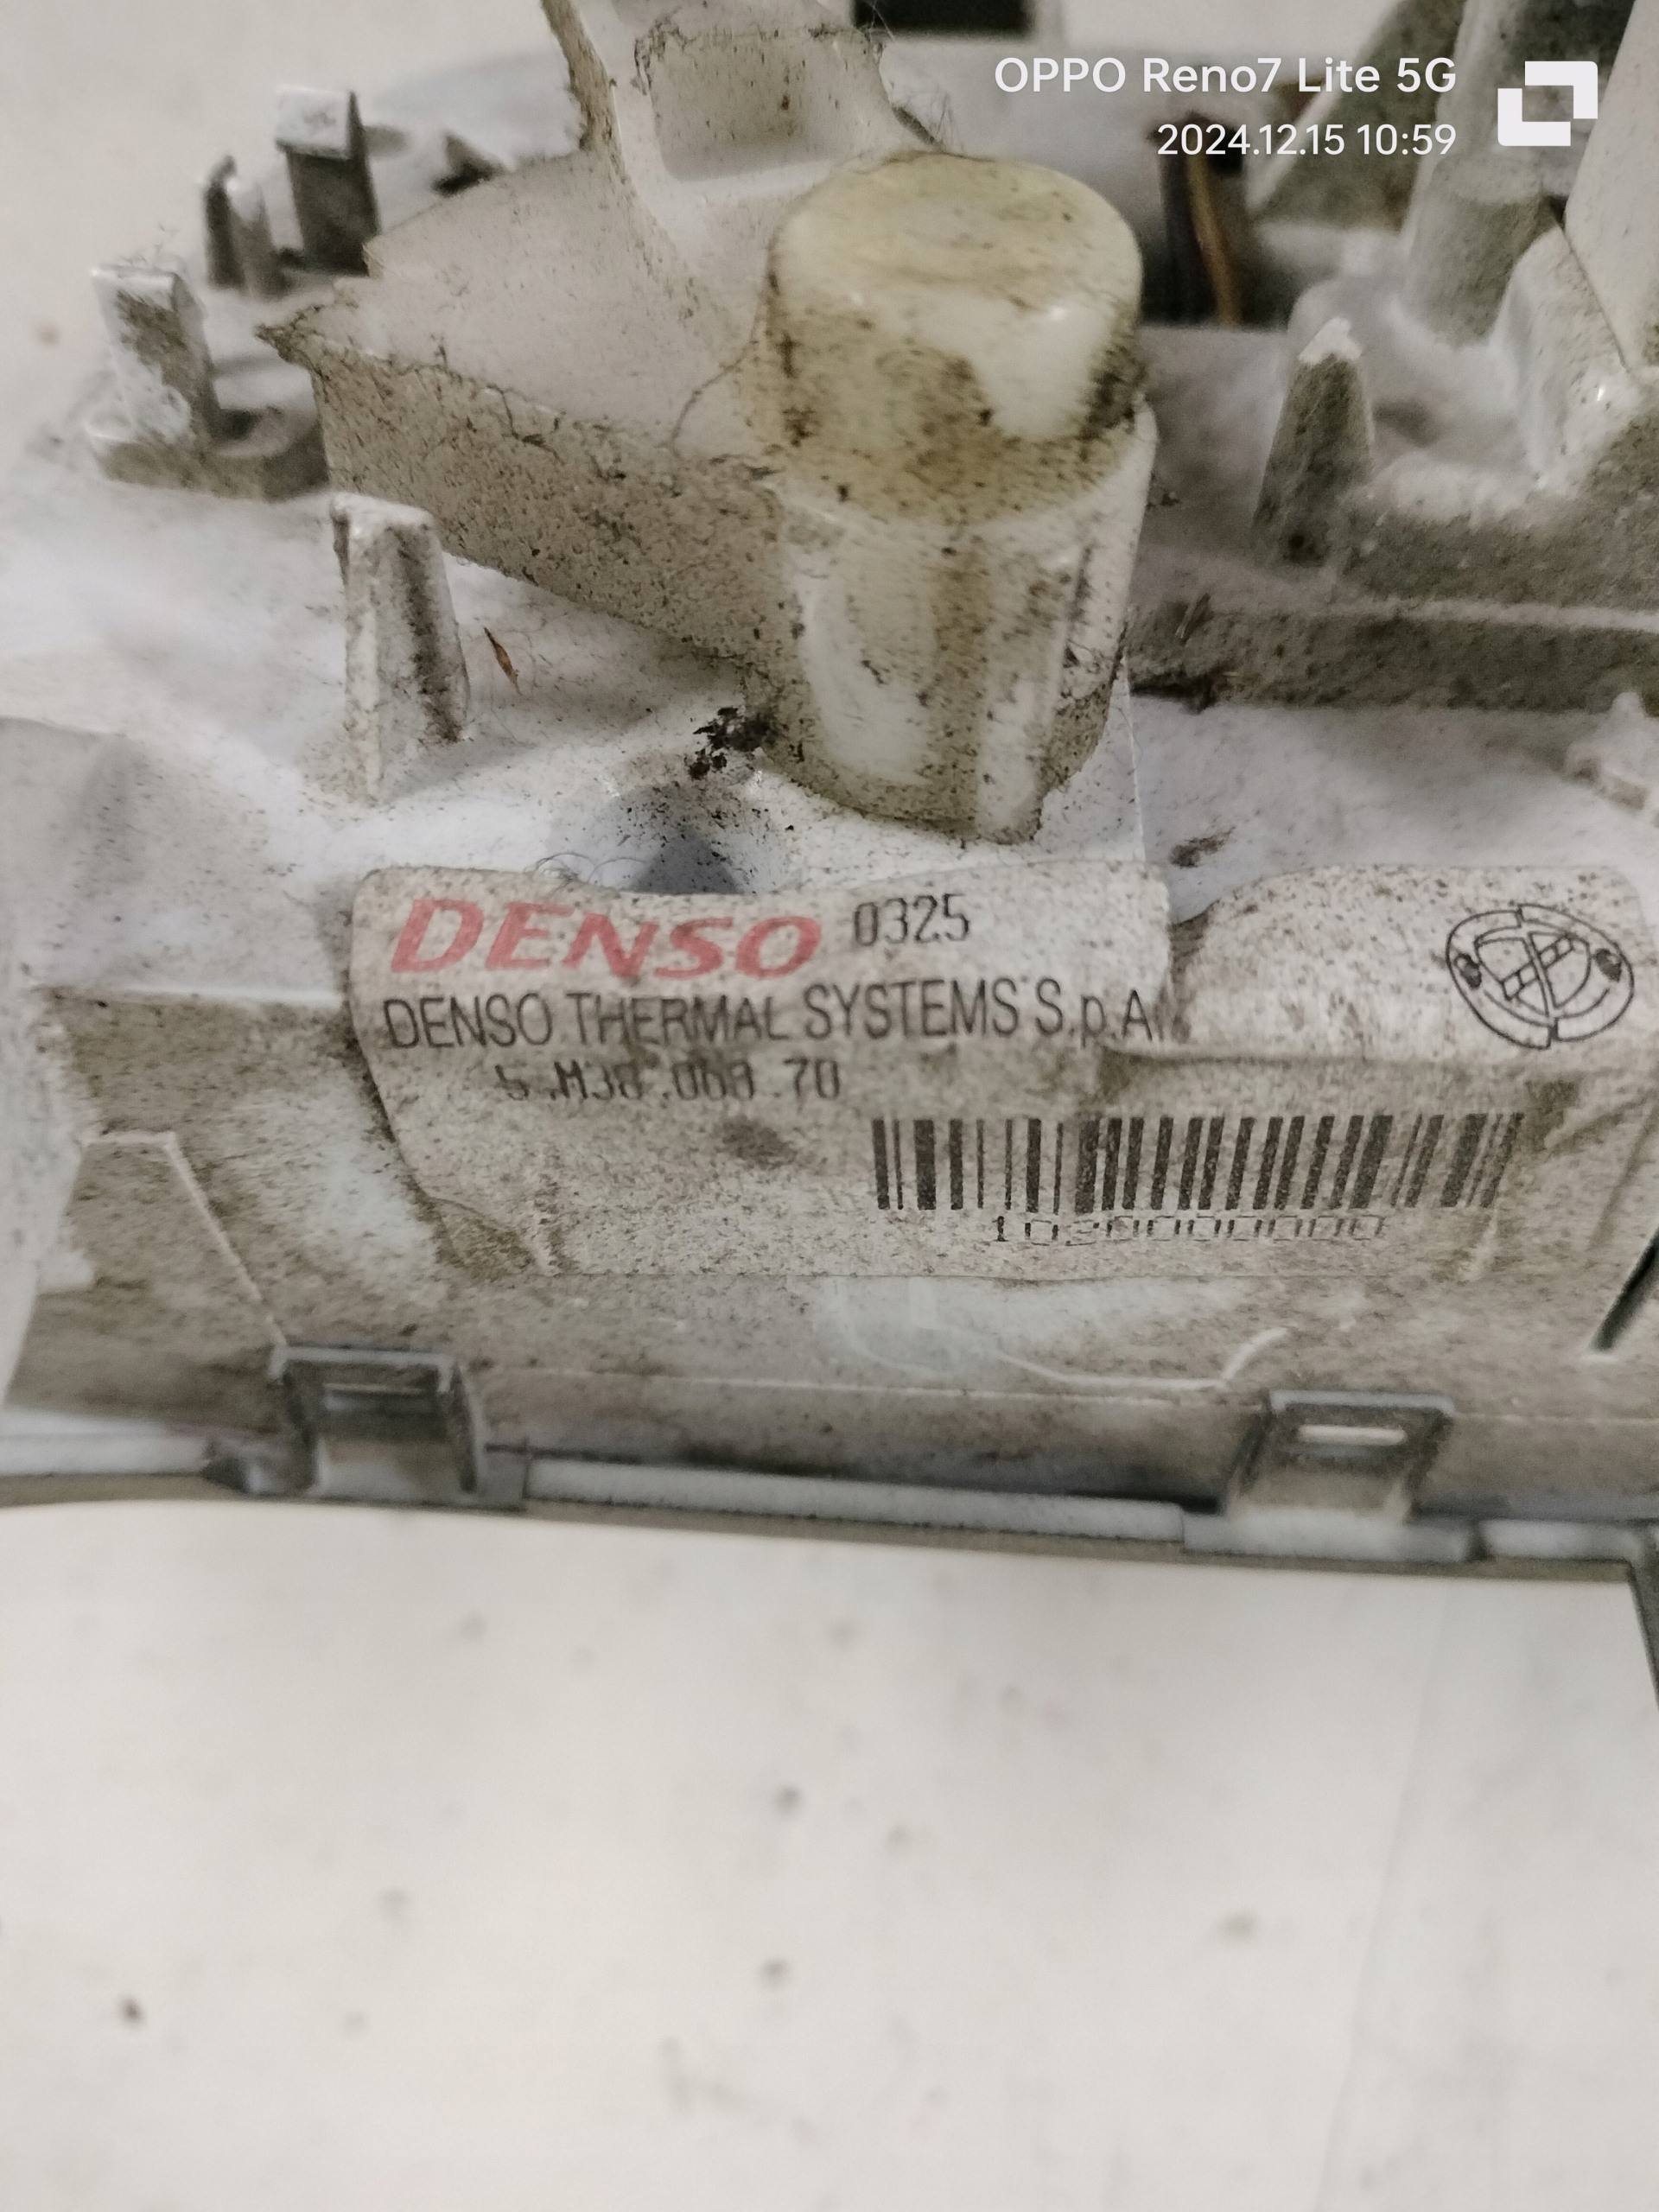 OPPO Reno7 Lite 5G
2024.12.15 10:59
DENSO 0325
DENSO THERMAL SYSTEMS S.p.A